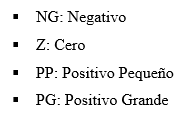 ▪ NG: Negativo
▪ Z: Cero
▪ PP: Positivo Pequeño
▪ PG: Positivo Grande